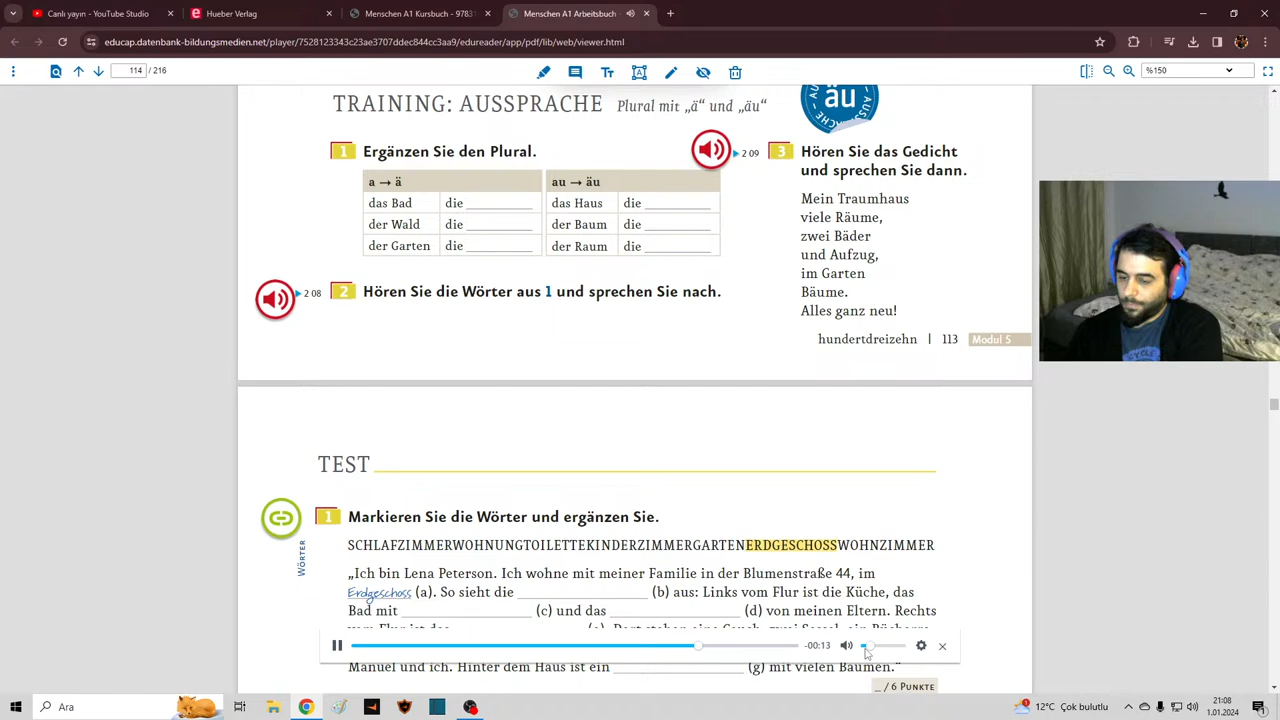 Canlı yayın - YouTube Studio
Hueber Verlag
Menschen A1 Kursbuch - 9783
Menschen A1 Arbeitsbuch
educap.datenbank-bildungsmedien.net/player/7528123343c23ae3707ddec844cc3aa9/edureader/app/pdf/lib/web/viewer.html
114 / 216
%150
TRAINING: AUSSPRACHE Plural mit „ä“ und „äu“
äu
1 Ergänzen Sie den Plural.
a → ä
au → äu
das Bad die
das Haus die
der Wald die
der Baum die
der Garten die
der Raum die
2 08
2 Hören Sie die Wörter aus 1 und sprechen Sie nach.
2 09
3 Hören Sie das Gedicht
und sprechen Sie dann.
Mein Traumhaus
viele Räume,
zwei Bäder
und Aufzug,
im Garten
Bäume.
Alles ganz neu!
hundertdreizehn | 113 Modul 5
TEST
1 Markieren Sie die Wörter und ergänzen Sie.
WÖRTER
SCHLAFZIMMERWOHNUNGTOILETTEKINDERZIMMERGARTENERDGESCHOSSWOHNZIMMER
„Ich bin Lena Peterson. Ich wohne mit meiner Familie in der Blumenstraße 44, im
Erdgeschoss (a). So sieht die (b) aus: Links vom Flur ist die Küche, das
Bad mit (c) und das (d) von meinen Eltern. Rechts
-00:13
Manuel und ich. Hinter dem Haus ist ein (g) mit vielen Bäumen.“
_ / 6 PUNKTE
Ara
12°C Çok bulutlu
21:08
1.01.2024